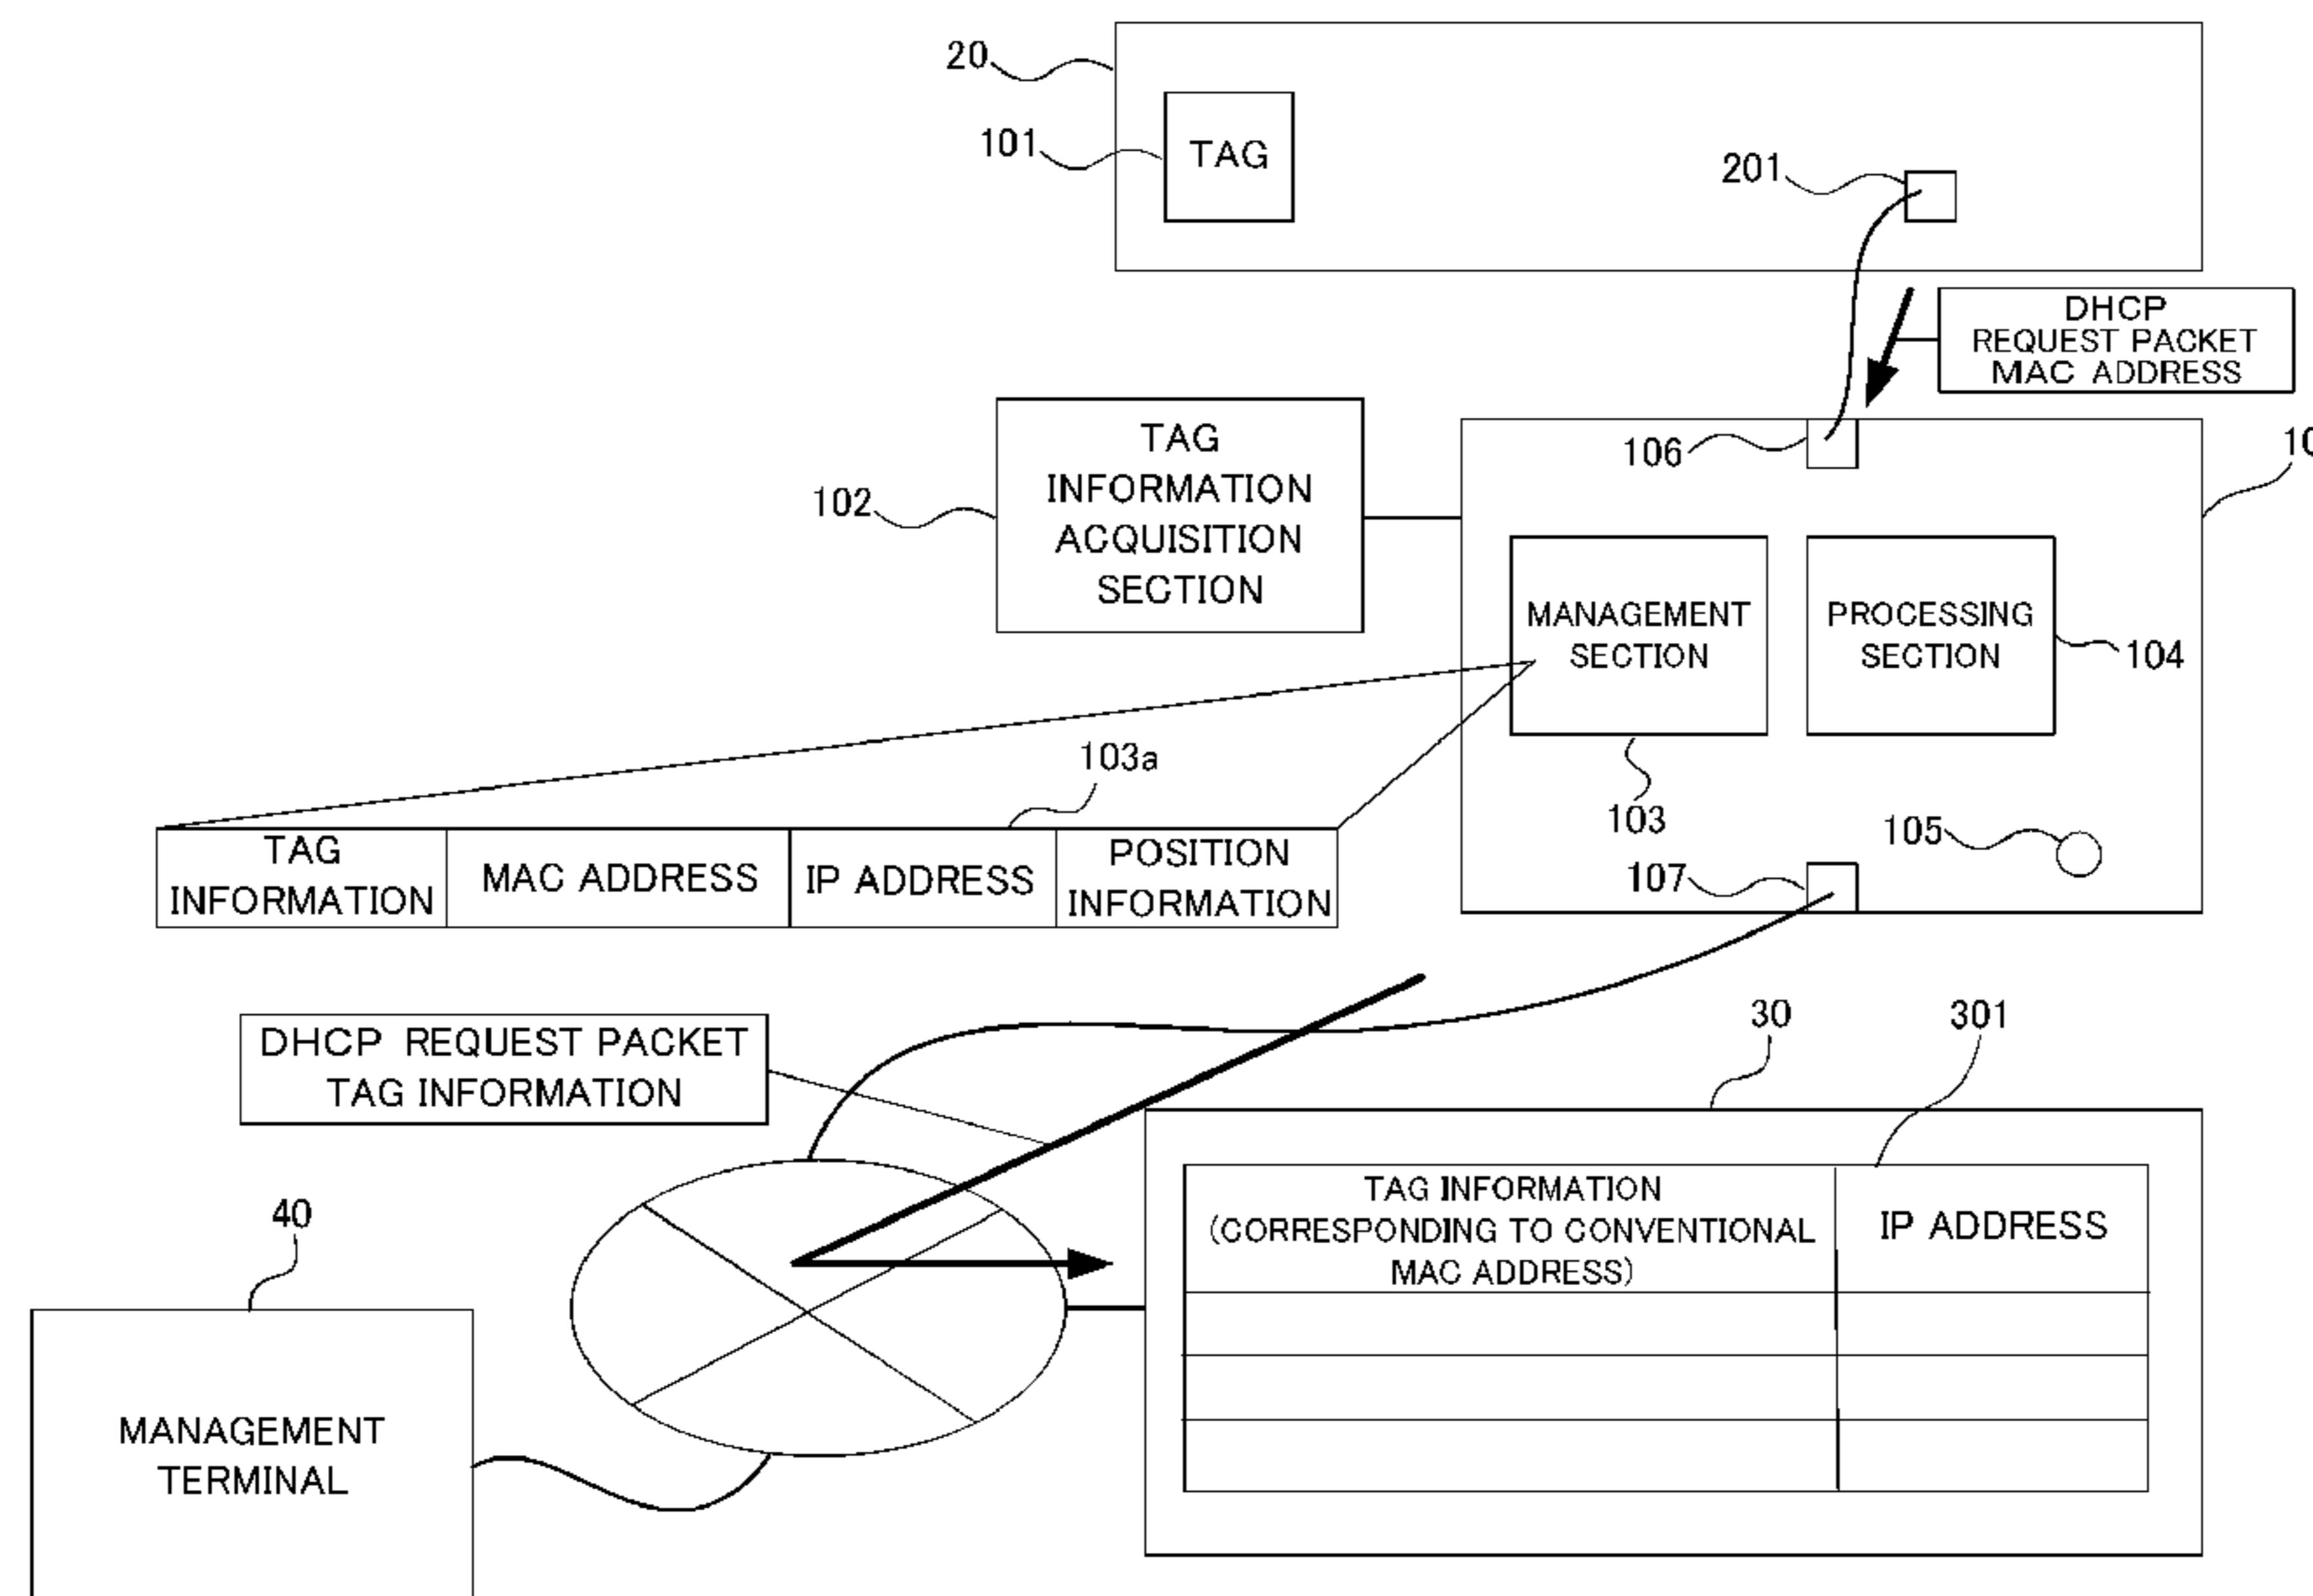 20
101
TAG
201
DHCP
REQUEST PACKET
MAC ADDRESS
102
TAG
INFORMATION
ACQUISITION
SECTION
106
10
MANAGEMENT
SECTION
PROCESSING
SECTION
104
103
105
107
103a
TAG
INFORMATION
MAC ADDRESS
IP ADDRESS
POSITION
INFORMATION
DHCP REQUEST PACKET
TAG INFORMATION
30
301
TAG INFORMATION
(CORRESPONDING TO CONVENTIONAL
MAC ADDRESS)
IP ADDRESS
40
MANAGEMENT
TERMINAL